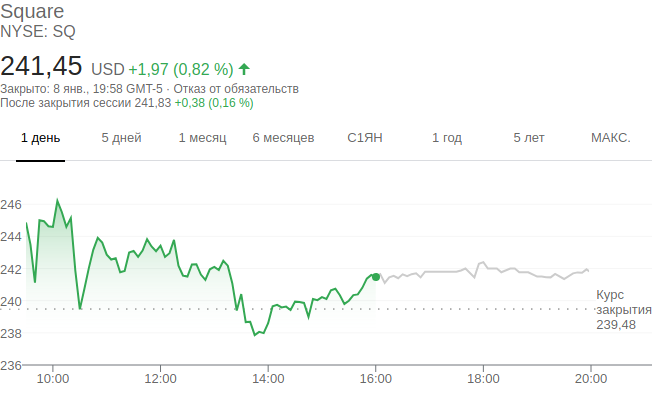 Square
NYSE: SQ
241,45 USD +1,97 (0,82 %)
Закрыто: 8 янв., 19:58 GMT-5 · Отказ от обязательств
После закрытия сессии 241,83 +0,38 (0,16 %)
1 день 5 дней 1 месяц 6 месяцев С1ЯН 1 год 5 лет МАКС.
246
244
242
240
238
236
Курс
закрытия
239,48
10:00 12:00 14:00 16:00 18:00 20:00